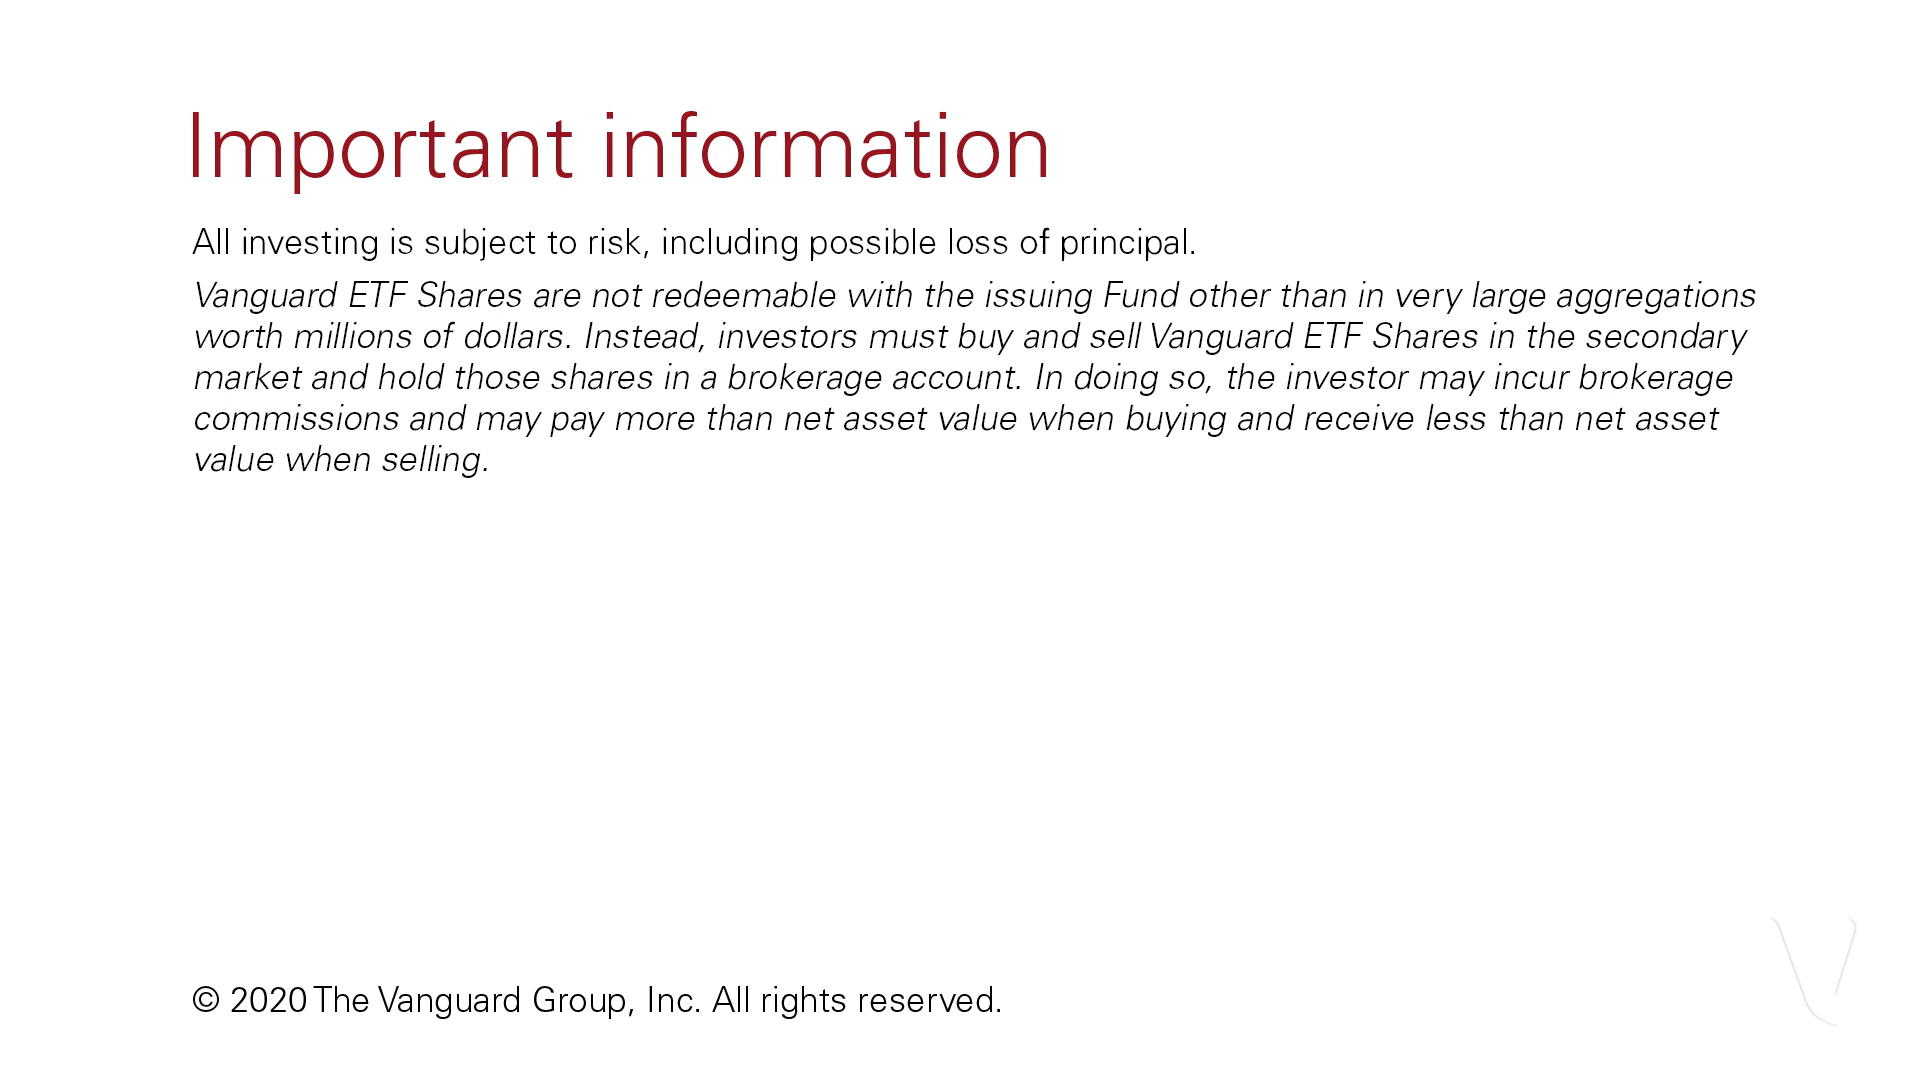 Important information
All investing is subject to risk, including possible loss of principal.
Vanguard ETF Shares are not redeemable with the issuing Fund other than in very large aggregations
worth millions of dollars. Instead, investors must buy and sell Vanguard ETF Shares in the secondary
market and hold those shares in a brokerage account. In doing so, the investor may incur brokerage
commissions and may pay more than net asset value when buying and receive less than net asset
value when selling.
© 2020 The Vanguard Group, Inc. All rights reserved.